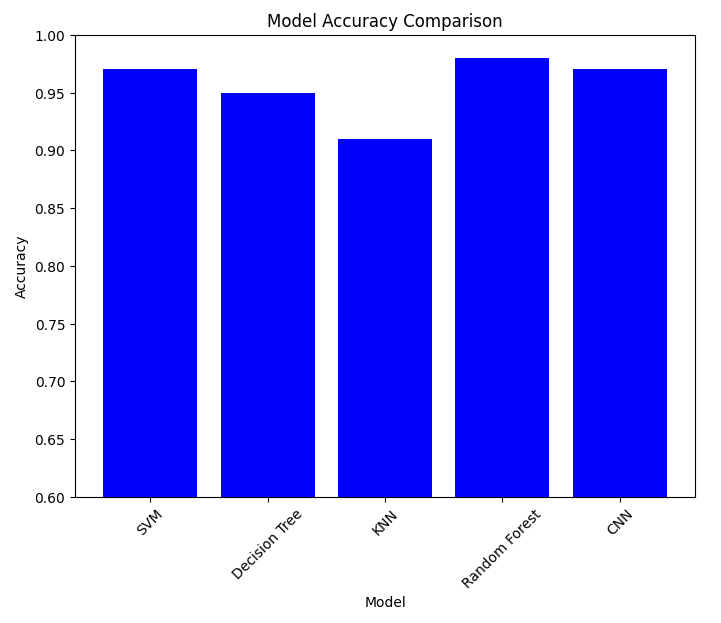 Model Accuracy Comparison
1.00
0.95
0.90
0.85
0.80
0.75
0.70
0.65
0.60
Accuracy
SVM
Decision Tree
KNN
Random Forest
CNN
Model